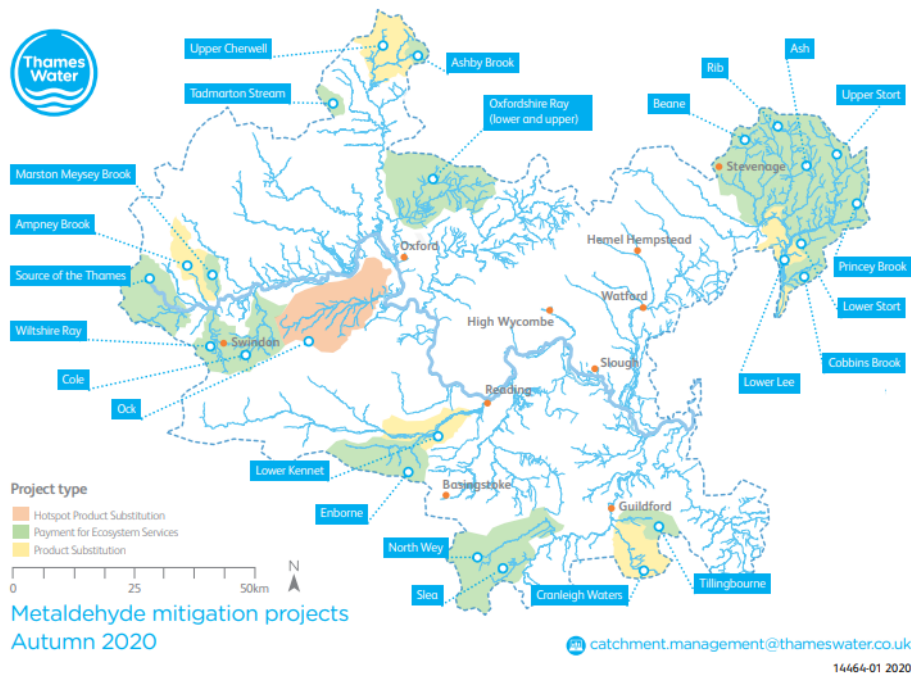 Thames
Water
Upper Cherwell
Ashby Brook
Tadmarton Stream
Oxfordshire Ray
(lower and upper)
Ash
Rib
Beane
Upper Stort
Stevenage
Marston Meysey Brook
Ampney Brook
Source of the Thames
Wiltshire Ray
Swindon
Cole
Ock
Oxford
Hemel Hempstead
Watford
High Wycombe
Slough
Reading
Princey Brook
Lower Stort
Cobbins Brook
Lower Lee
Lower Kennet
Enborne
Basingstoke
Guildford
North Wey
Slea
Cranleigh Waters
Tillingbourne
Project type
Hotspot Product Substitution
Payment for Ecosystem Services
Product Substitution
0 25 50km
N
Metaldehyde mitigation projects
Autumn 2020
catchment.management@thameswater.co.uk
14464-01 2020